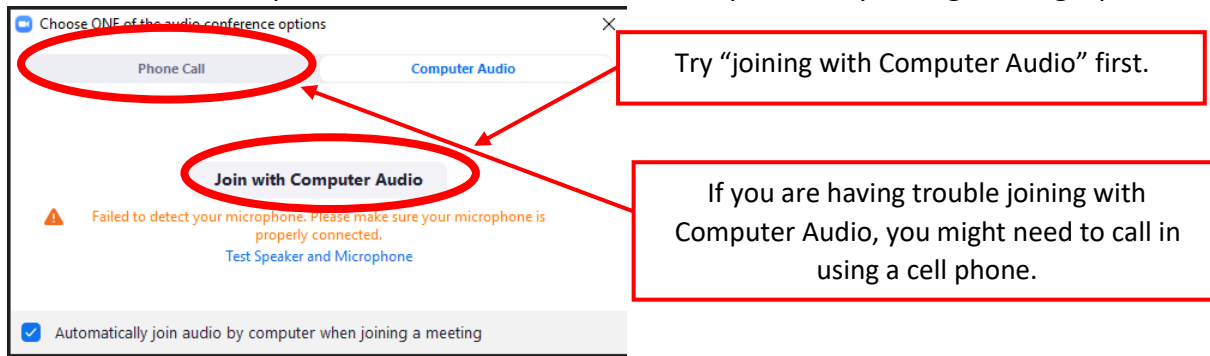 Choose ONE of the audio conference options
Phone Call
Computer Audio
Join with Computer Audio
Failed to detect your microphone. Please make sure your microphone is
properly connected.
Test Speaker and Microphone
Automatically join audio by computer when joining a meeting
Try “joining with Computer Audio” first.
If you are having trouble joining with
Computer Audio, you might need to call in
using a cell phone.